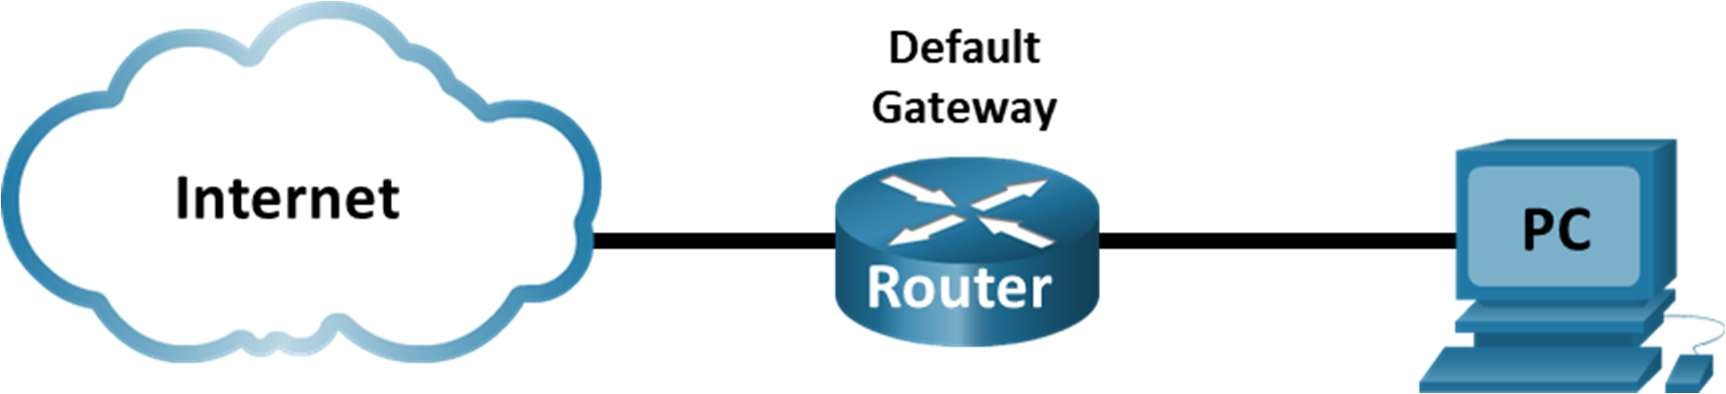 Internet
Default
Gateway
Router
PC